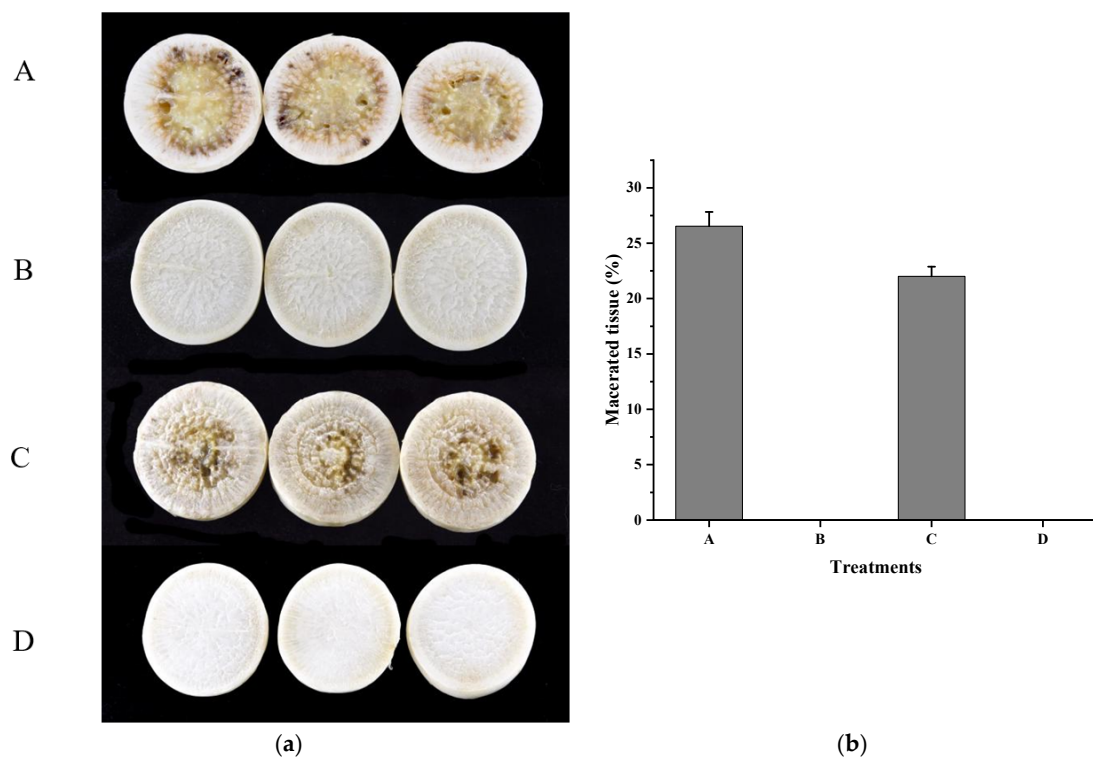 A
B
C
D
(a)
Macerated tissue (%)
30
25
20
15
10
5
0
A B C D
Treatments
(b)